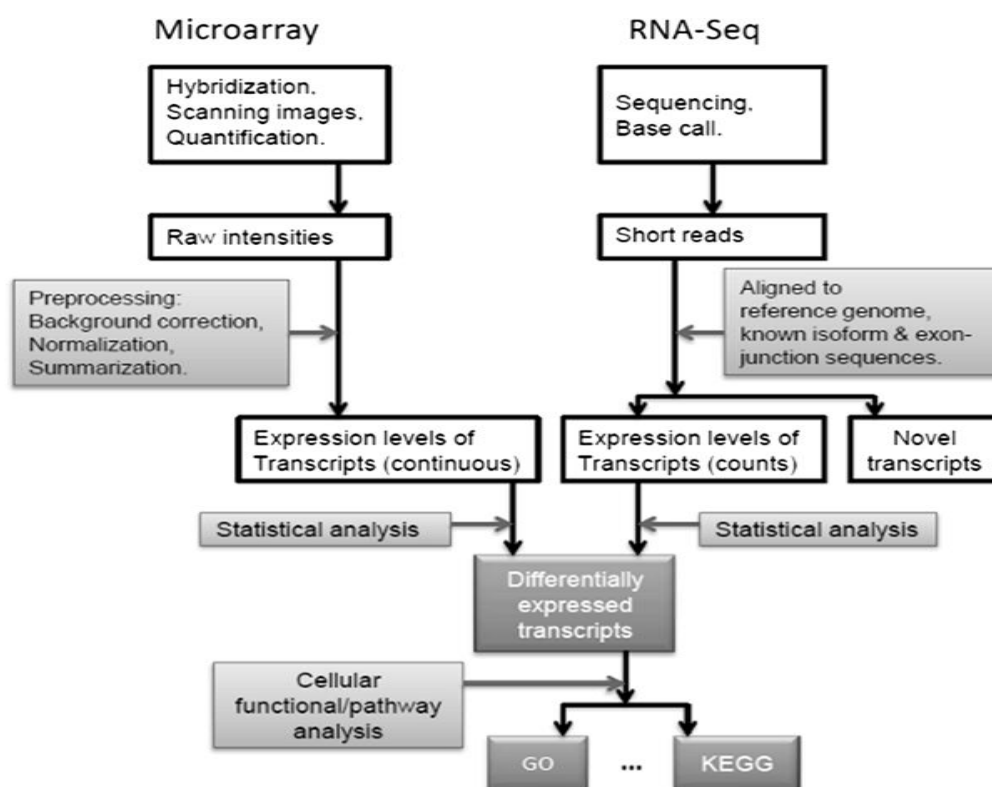 Microarray
RNA-Seq
Hybridization,
Scanning images,
Quantification.
Sequencing,
Base call.
Raw intensities
Short reads
Preprocessing:
Background correction,
Normalization,
Summarization.
Aligned to
reference genome,
known isoform & exon-
junction sequences.
Expression levels of
Transcripts (continuous)
Expression levels of
Transcripts (counts)
Novel
transcripts
Statistical analysis
Statistical analysis
Differentially
expressed
transcripts
Cellular
functional/pathway
analysis
GO
...
KEGG